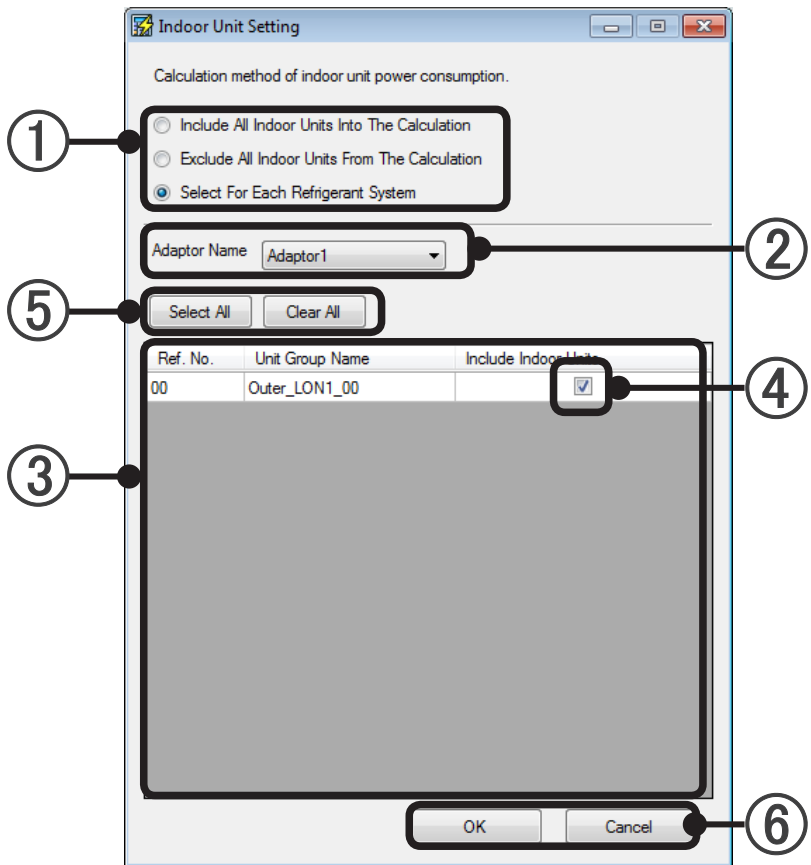 Indoor Unit Setting
Calculation method of indoor unit power consumption.
① Include All Indoor Units Into The Calculation
Exclude All Indoor Units From The Calculation
Select For Each Refrigerant System
Adaptor Name Adaptor1 ②
⑤ Select All Clear All
Ref. No. Unit Group Name Include Indoor Units
00 Outer_LON1_00 ④
③
OK Cancel ⑥